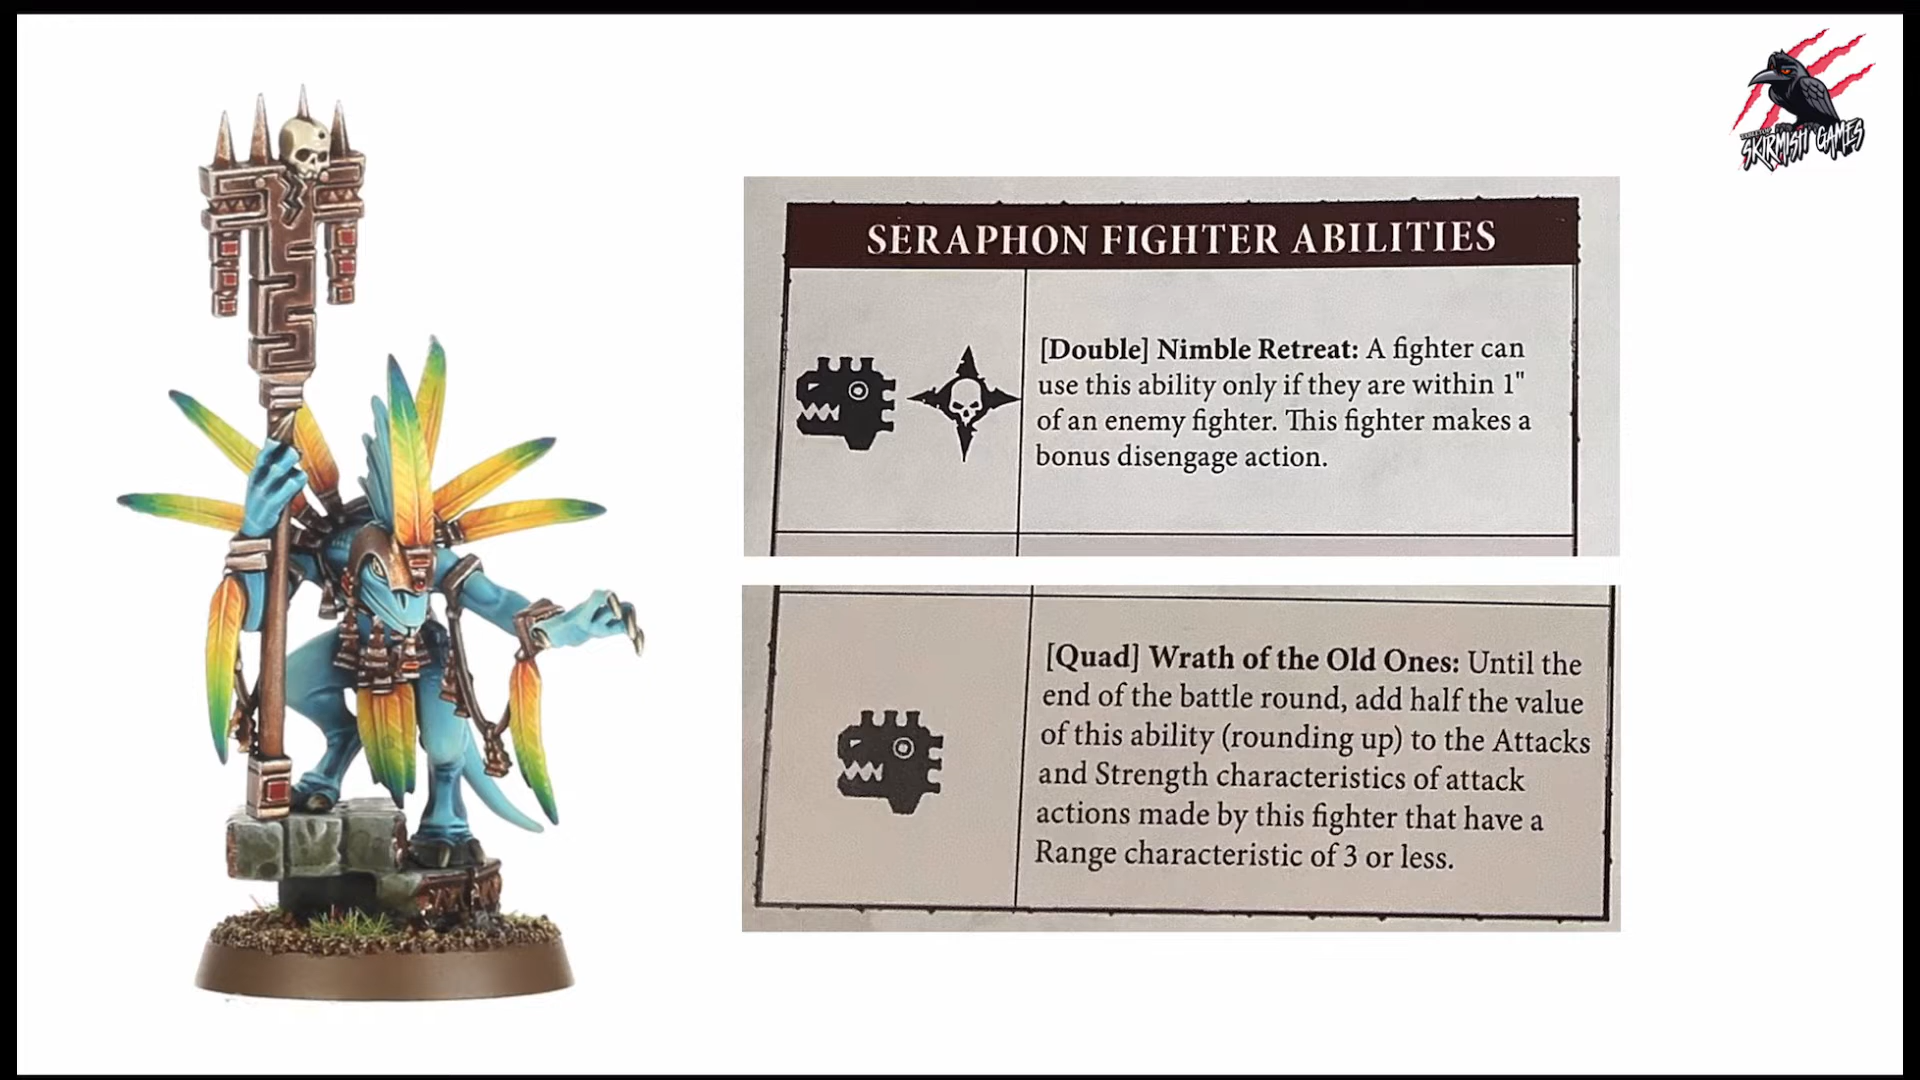 TABLETOP
SKIRMISH GAMES
SERAPHON FIGHTER ABILITIES
[Double] Nimble Retreat: A fighter can
use this ability only if they are within 1"
of an enemy fighter. This fighter makes a
bonus disengage action.
[Quad] Wrath of the Old Ones: Until the
end of the battle round, add half the value
of this ability (rounding up) to the Attacks
and Strength characteristics of attack
actions made by this fighter that have a
Range characteristic of 3 or less.